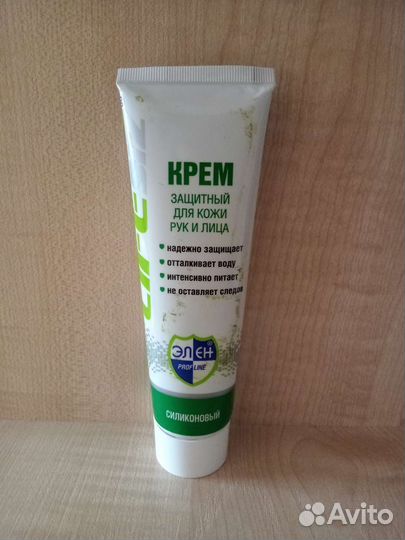 КРЕМ
ЗАЩИТНЫЙ
ДЛЯ КОЖИ
РУК И ЛИЦА
• надежно защищает
• отталкивает воду
• интенсивно питает
• не оставляет следов
ЭЛЕН
PROFLINE
СИЛИКОНОВЫЙ
Avito